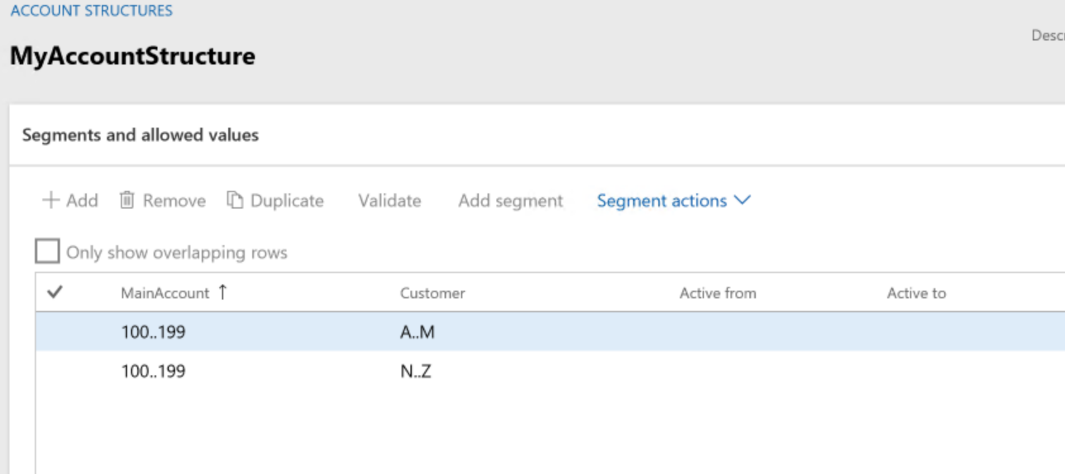 ACCOUNT STRUCTURES
MyAccountStructure
Segments and allowed values
Add Remove Duplicate Validate Add segment Segment actions
Only show overlapping rows
MainAccount ↑ Customer Active from Active to
100..199 A..M
100..199 N..Z